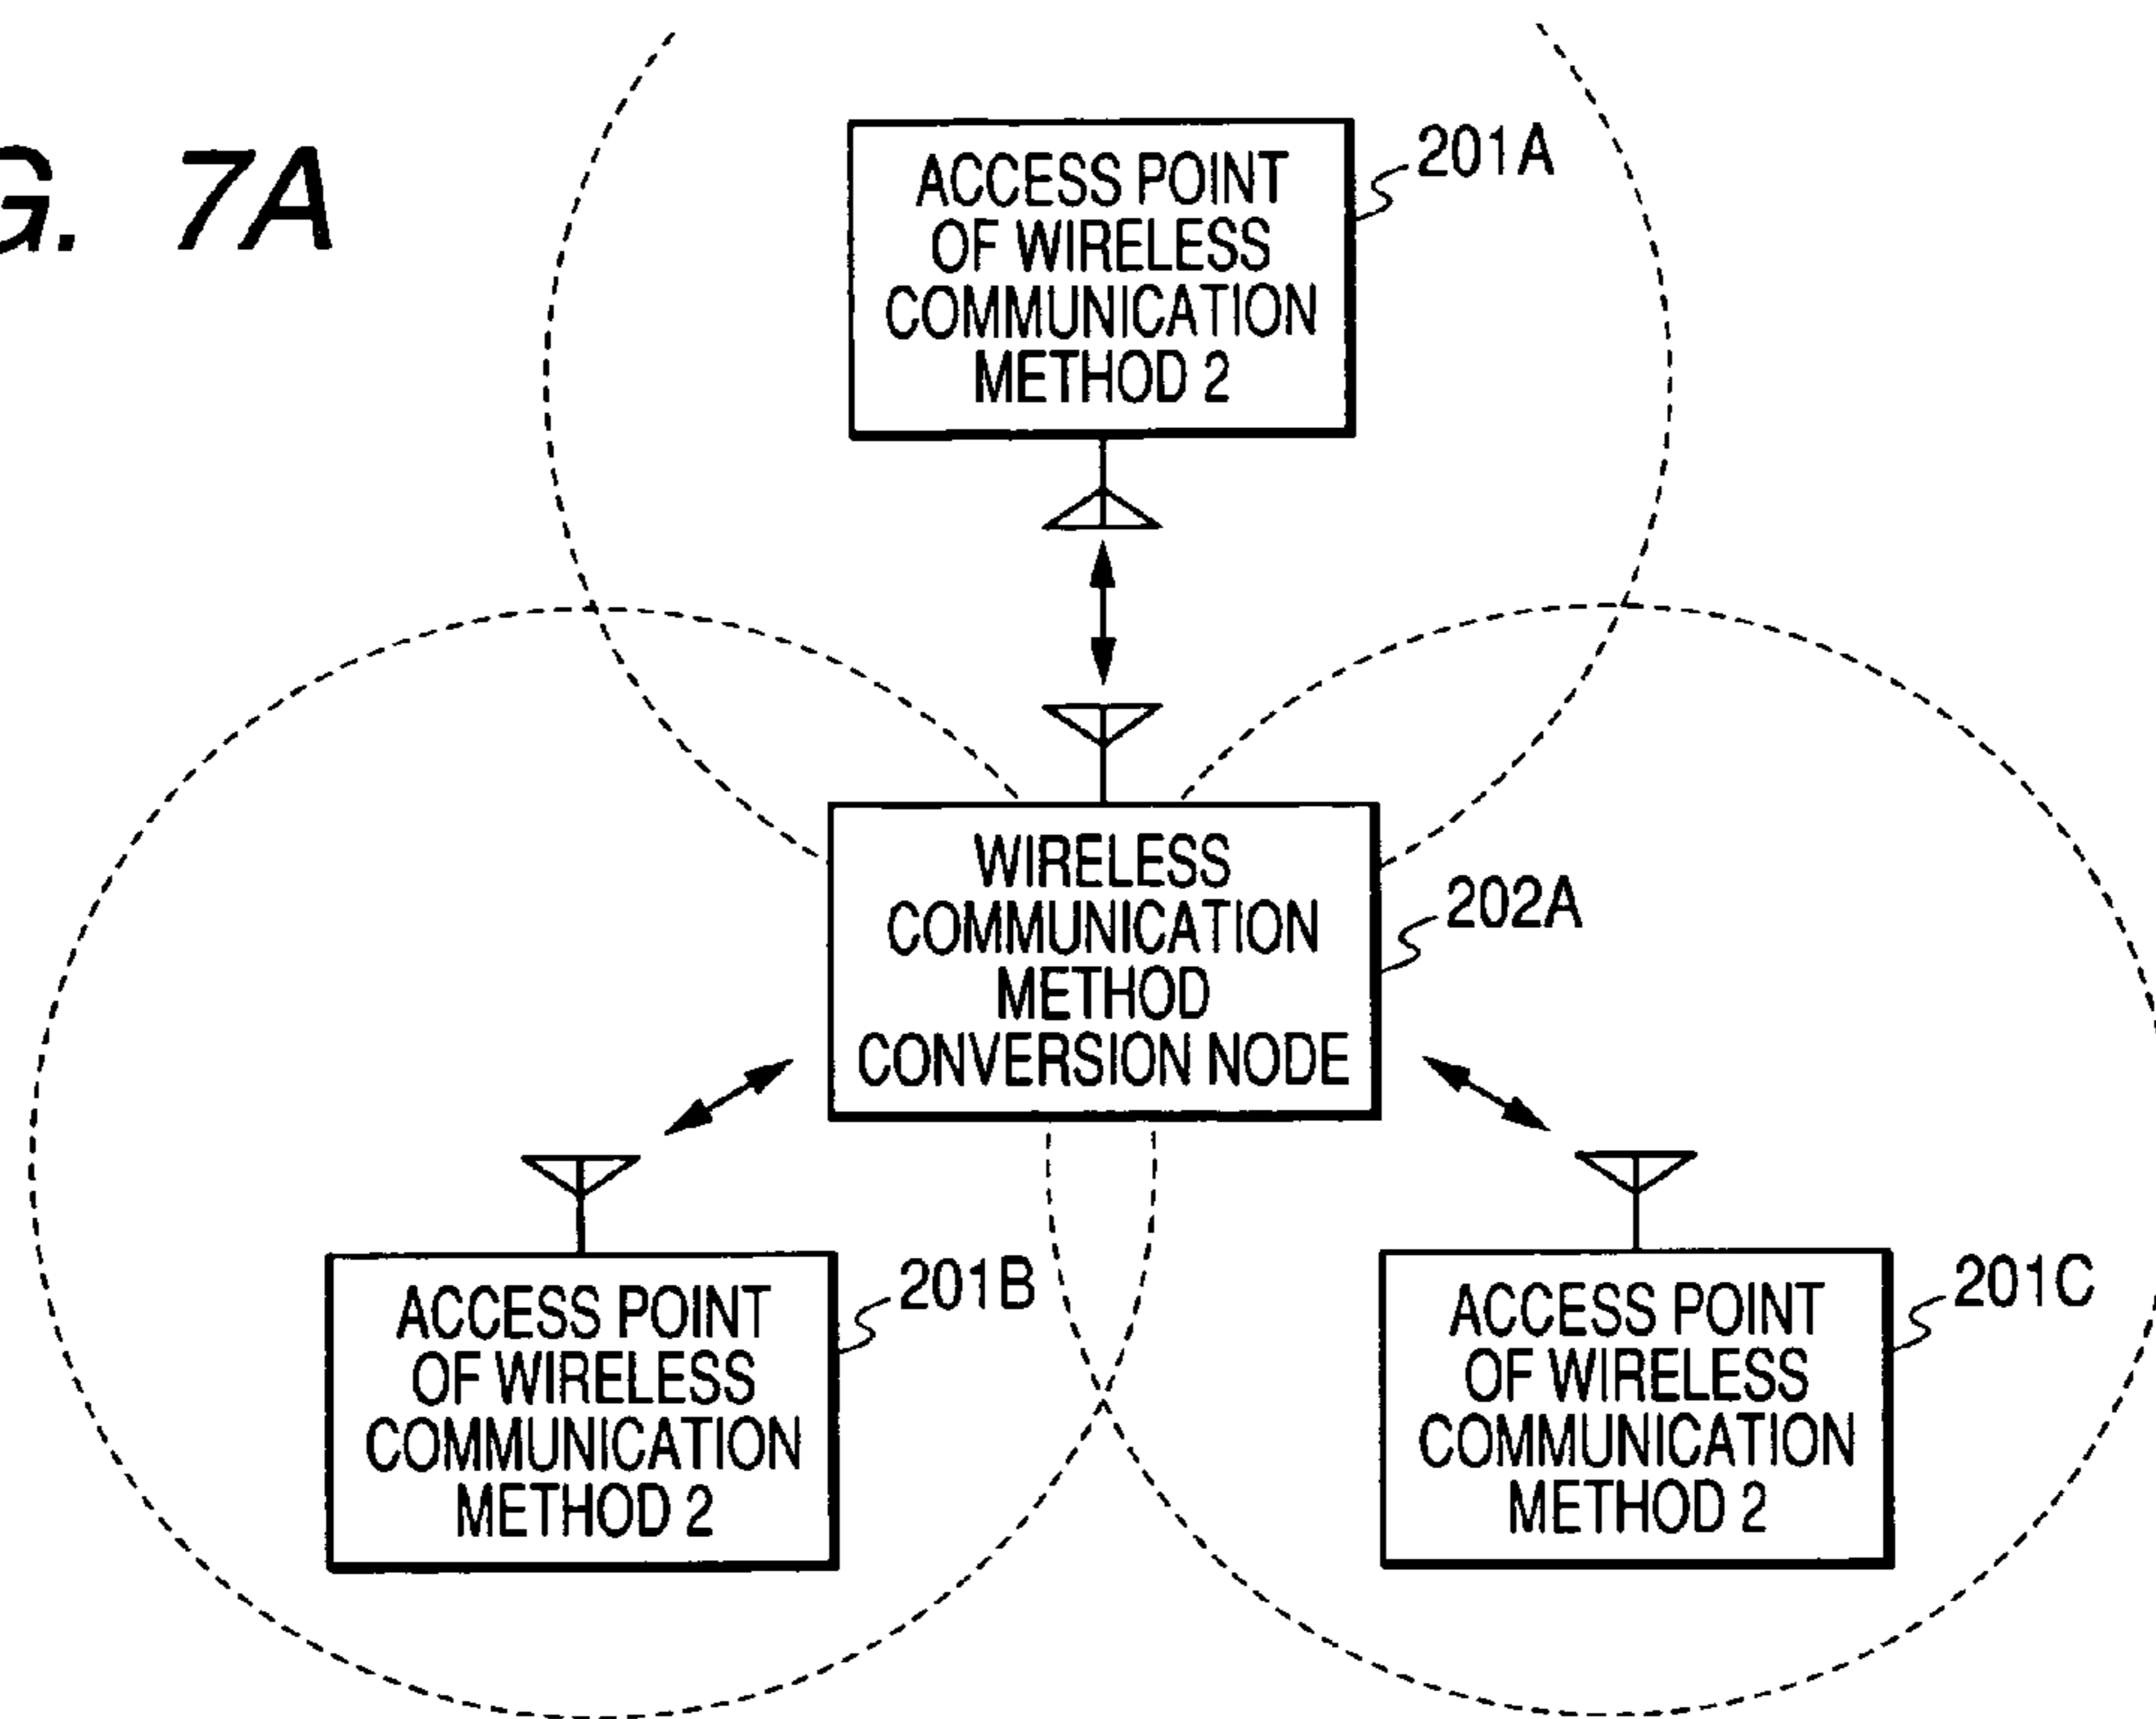 G. 7A
201A
ACCESS POINT
OF WIRELESS
COMMUNICATION
METHOD 2
WIRELESS
COMMUNICATION
METHOD
CONVERSION NODE
202A
ACCESS POINT
OF WIRELESS
COMMUNICATION
METHOD 2
201B
ACCESS POINT
OF WIRELESS
COMMUNICATION
METHOD 2
201C